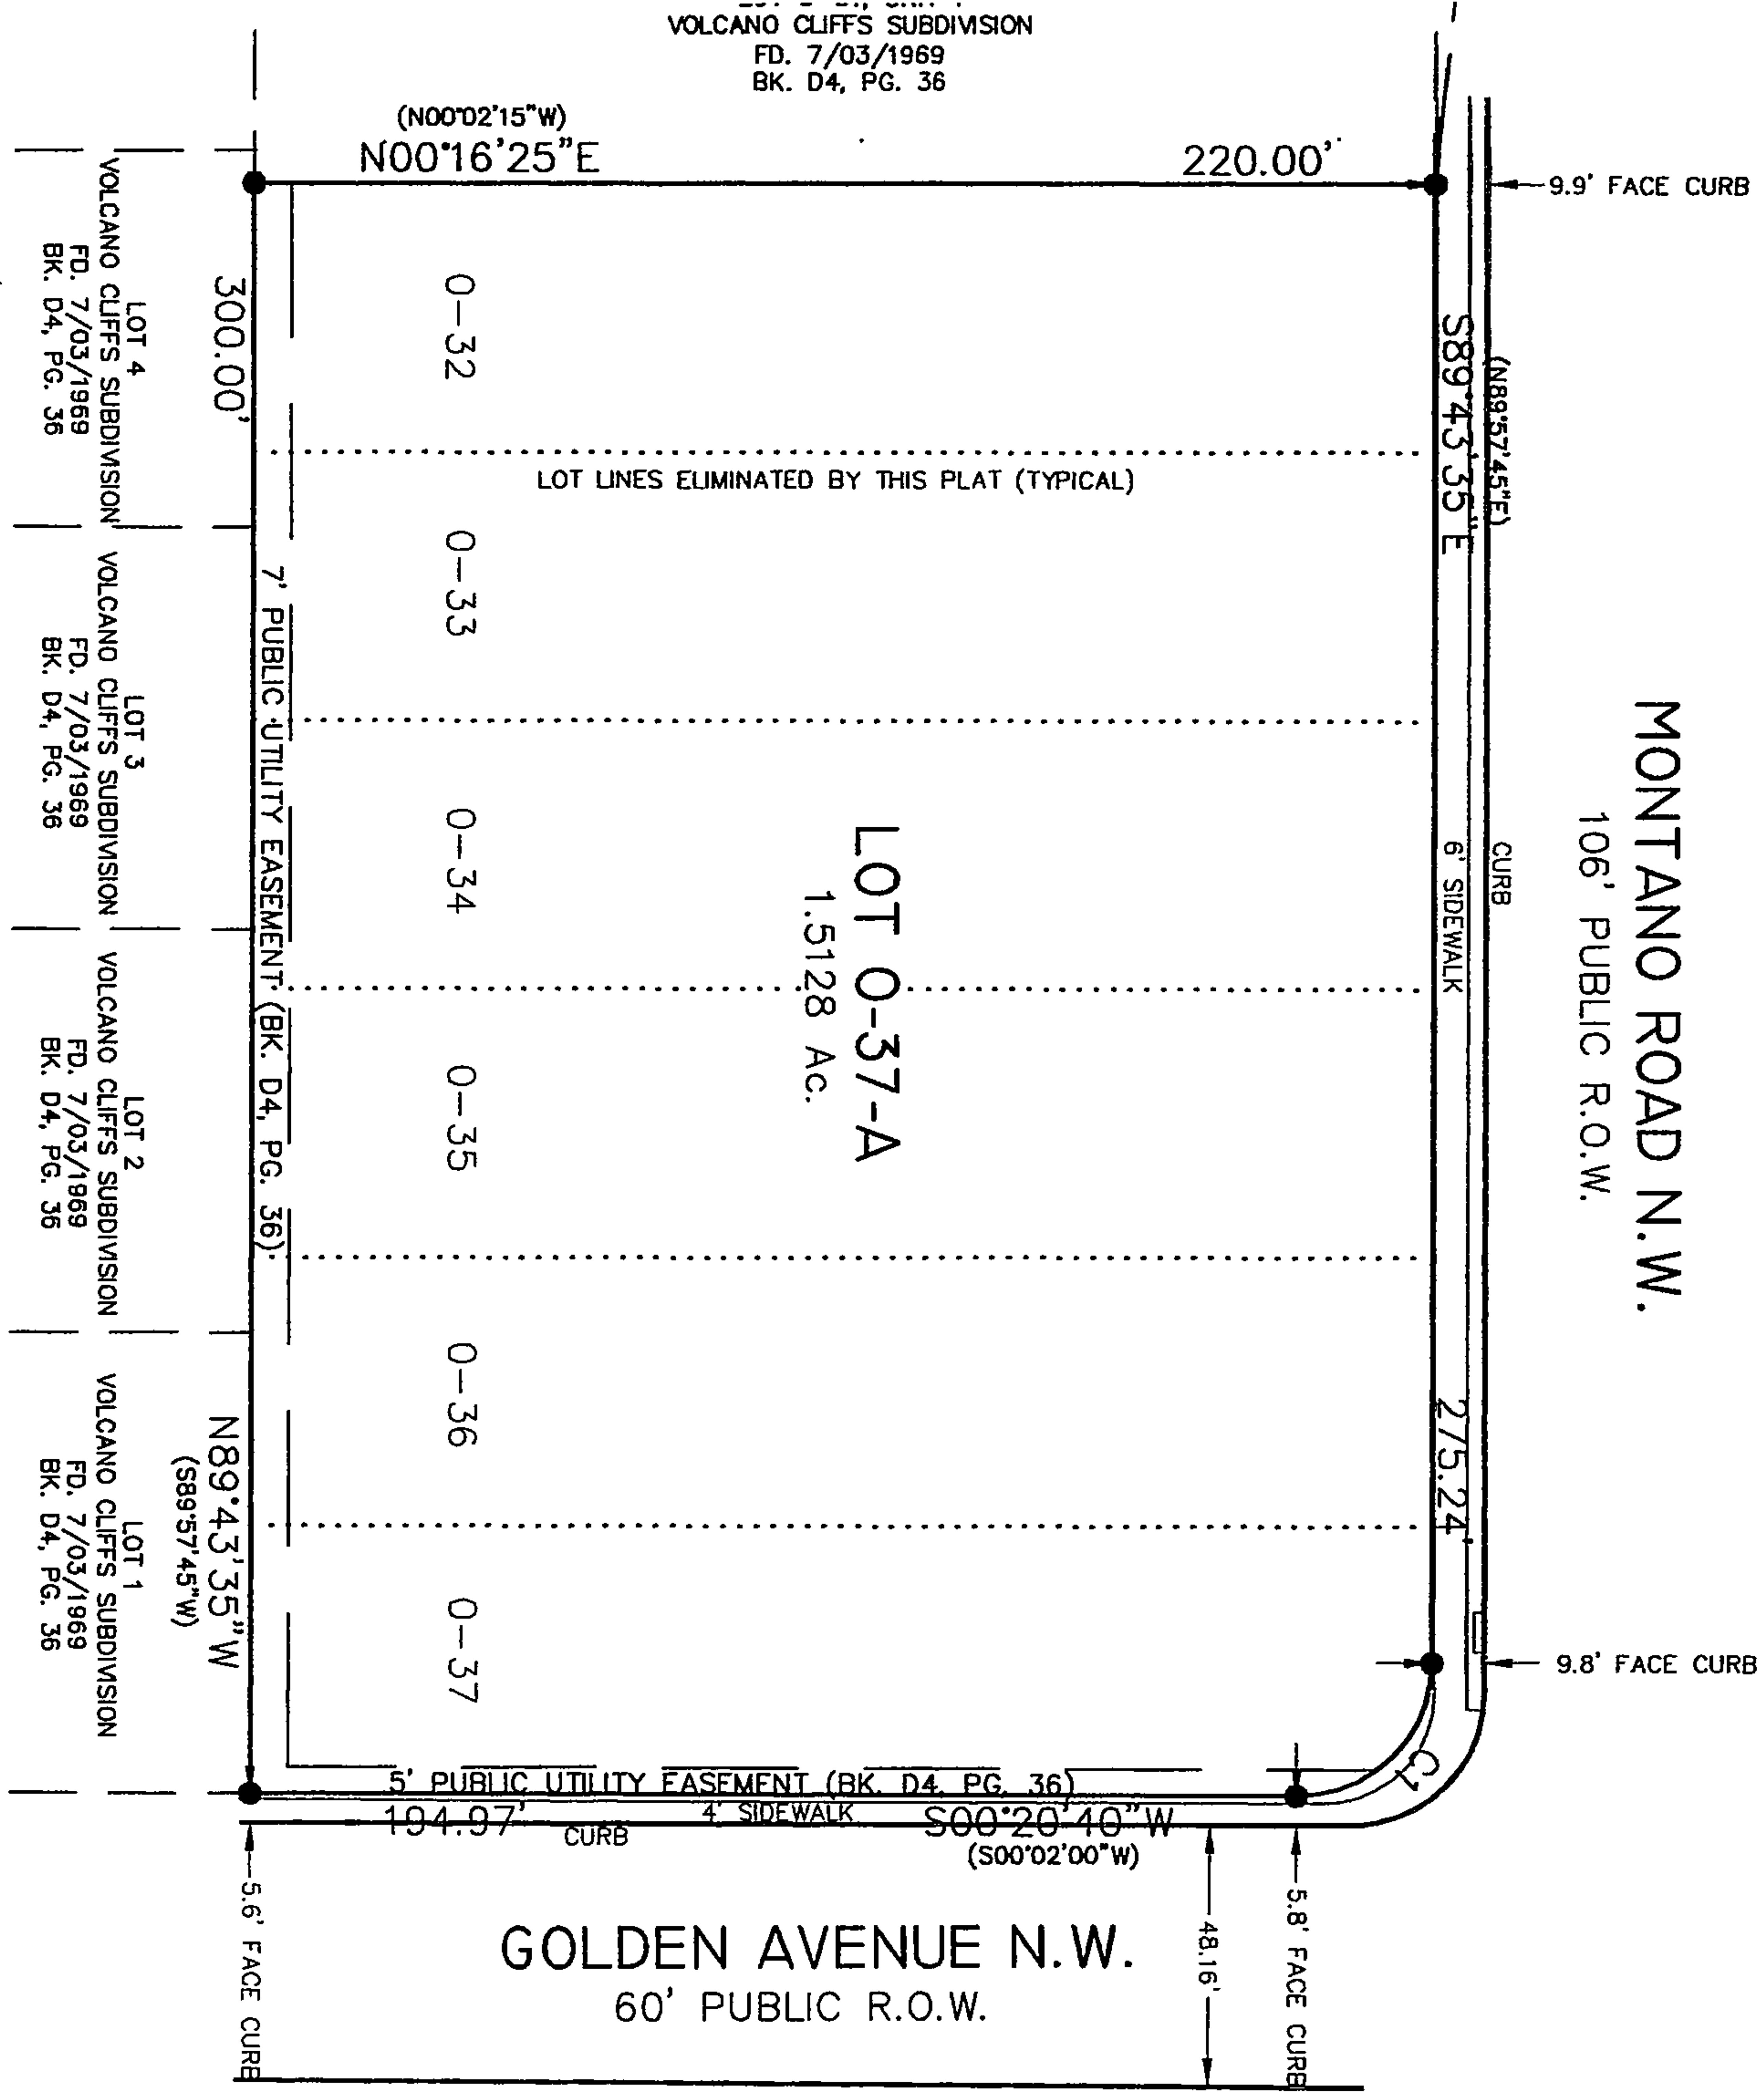 VOLCANO CLIFFS SUBDIVISION
FD. 7/03/1969
BK. D4, PG. 36
(N00°02'15"W)
N00°16'25"E
220.00'
9.9' FACE CURB
LOT 4
VOLCANO CLIFFS SUBDIVISION
FD. 7/03/1969
BK. D4, PG. 36
300.00'
0-32
S89°43'35"E
(N89°57'45"E)
LOT LINES ELIMINATED BY THIS PLAT (TYPICAL)
LOT 3
VOLCANO CLIFFS SUBDIVISION
FD. 7/03/1969
BK. D4, PG. 36
0-33
7' PUBLIC UTILITY EASEMENT (BK. D4, PG. 36)
MONTANO ROAD N.W.
106' PUBLIC R.O.W.
CURB
6' SIDEWALK
0-34
LOT 0-37-A
1.5128 Ac.
LOT 2
VOLCANO CLIFFS SUBDIVISION
FD. 7/03/1969
BK. D4, PG. 36
0-35
0-36
275.24'
LOT 1
VOLCANO CLIFFS SUBDIVISION
FD. 7/03/1969
BK. D4, PG. 36
N89°43'35"W
(S89°57'45"W)
0-37
9.8' FACE CURB
C1
5' PUBLIC UTILITY EASEMENT (BK. D4, PG. 36)
194.97'
4' SIDEWALK
S00°20'40"W
CURB
(S00°02'00"W)
5.6' FACE CURB
GOLDEN AVENUE N.W.
60' PUBLIC R.O.W.
48.16'
5.8' FACE CURB